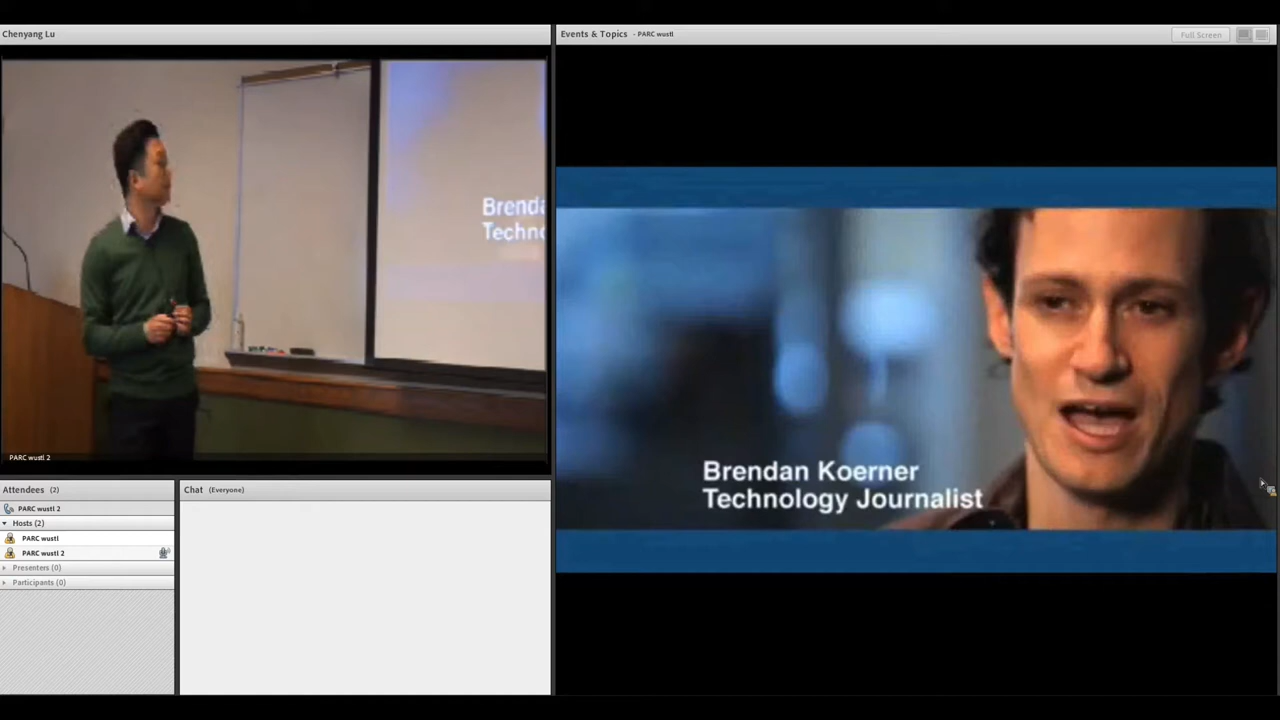 Chenyang Lu
Events & Topics - PARC wustl
Full Screen
Brenda
Techno
PARC wustl 2
Brendan Koerner
Technology Journalist
Attendees (2)
PARC wustl 2
Hosts (2)
PARC wustl
PARC wustl 2
Presenters (0)
Participants (0)
Chat (Everyone)